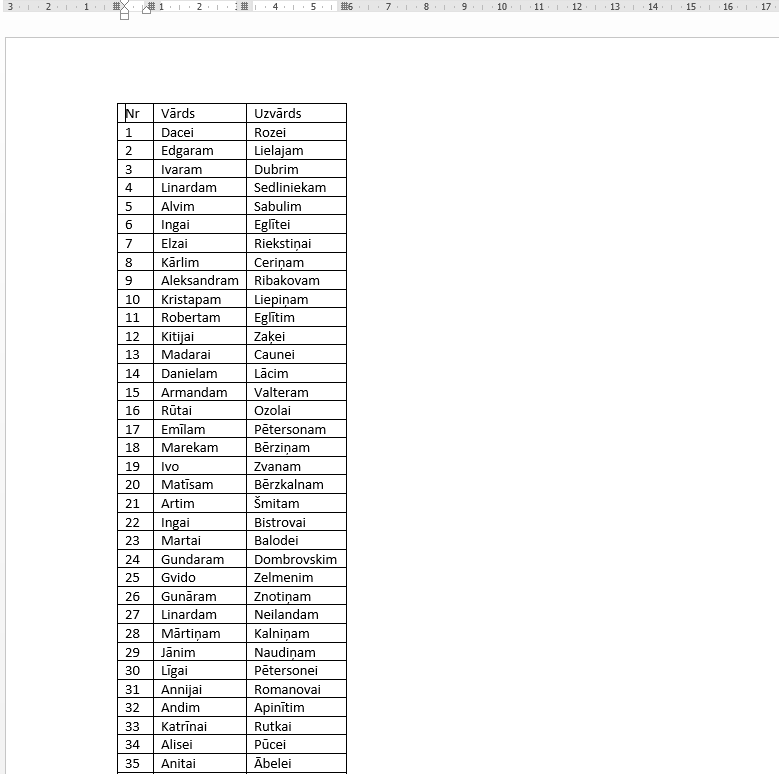 3 2 1 1 2 3 4 5 6 7 8 9 10 11 12 13 14 15 16 17
Nr Vārds Uzvārds
1 Dacei Rozei
2 Edgaram Lielajam
3 Ivaram Dubrim
4 Linardam Sedliniekam
5 Alvim Sabulim
6 Ingai Eglītei
7 Elzai Riekstiņai
8 Kārlim Ceriņam
9 Aleksandram Ribakovam
10 Kristapam Liepiņam
11 Robertam Eglītim
12 Kitijai Zaķei
13 Madarai Caunei
14 Danielam Lācim
15 Armandam Valteram
16 Rūtai Ozolai
17 Emīlam Pētersonam
18 Marekam Bērziņam
19 Ivo Zvanam
20 Matīsam Bērzkalnam
21 Artim Šmitam
22 Ingai Bistrovai
23 Martai Balodei
24 Gundaram Dombrovskim
25 Gvido Zelmenim
26 Gunāram Znotiņam
27 Linardam Neilandam
28 Mārtiņam Kalniņam
29 Jānim Naudiņam
30 Līgai Pētersonei
31 Annijai Romanovai
32 Andim Apinītim
33 Katrīnai Rutkai
34 Alisei Pūcei
35 Anitai Ābelei